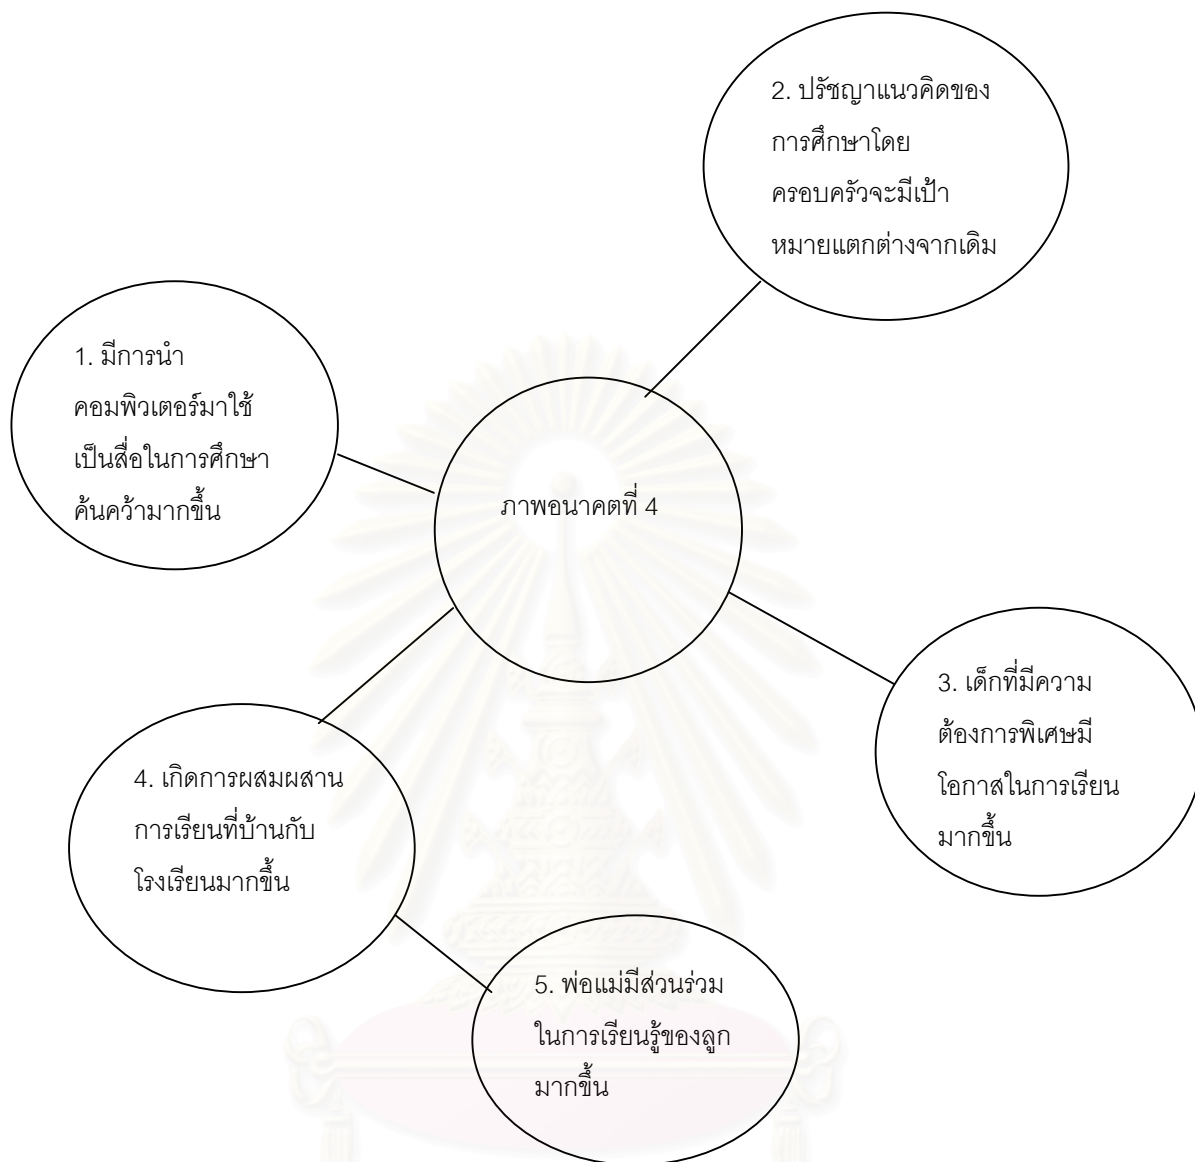 2. ปรัชญาแนวคิดของ
การศึกษาโดย
ครอบครัวจะมีเป้า
หมายแตกต่างจากเดิม
1. มีการนำ
คอมพิวเตอร์มาใช้
เป็นสื่อในการศึกษา
ค้นคว้ามากขึ้น
ภาพอนาคตที่ 4
3. เด็กที่มีความ
ต้องการพิเศษมี
โอกาสในการเรียน
มากขึ้น
4. เกิดการผสมผสาน
การเรียนที่บ้านกับ
โรงเรียนมากขึ้น
5. พ่อแม่มีส่วนร่วม
ในการเรียนรู้ของลูก
มากขึ้น